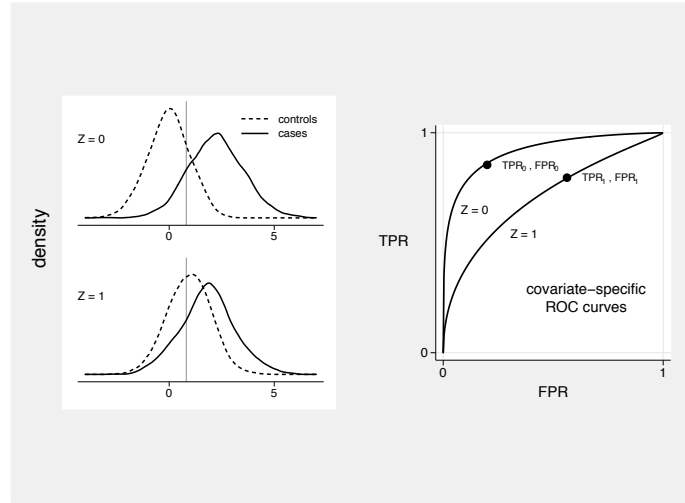 Z = 0
controls
cases
0
5
density
Z = 1
0
5
1
TPR₀ , FPR₀
TPR₁ , FPR₁
Z = 0
Z = 1
TPR
covariate−specific
ROC curves
0
0
1
FPR